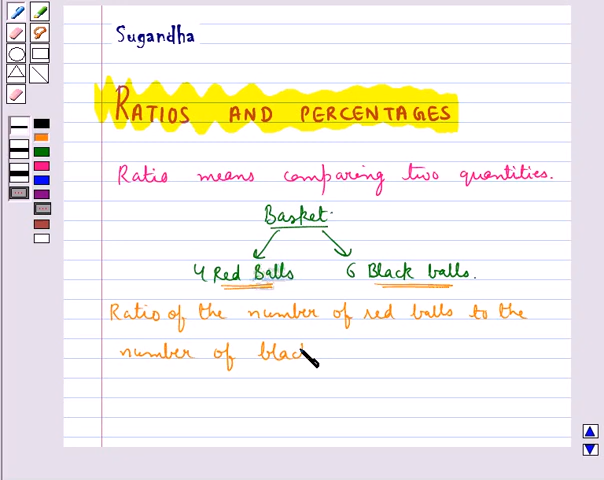 Sugandha
RATIOS AND PERCENTAGES
Ratio means comparing two quantities.
Basket.
4 Red Balls 6 Black balls.
Ratio of the number of red balls to the
number of blac